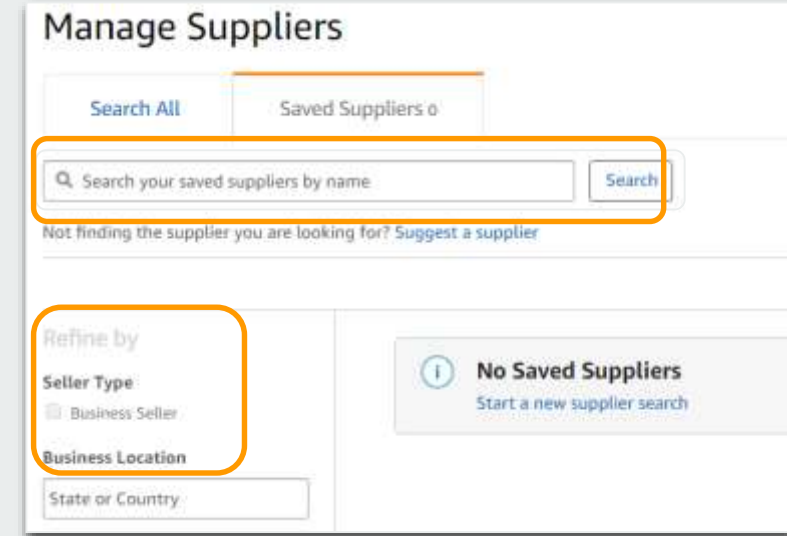 Manage Suppliers
Search All
Saved Suppliers 0
Search your saved suppliers by name
Search
Not finding the supplier you are looking for? Suggest a supplier
Refine by
Seller Type
Business Seller
Business Location
State or Country
No Saved Suppliers
Start a new supplier search